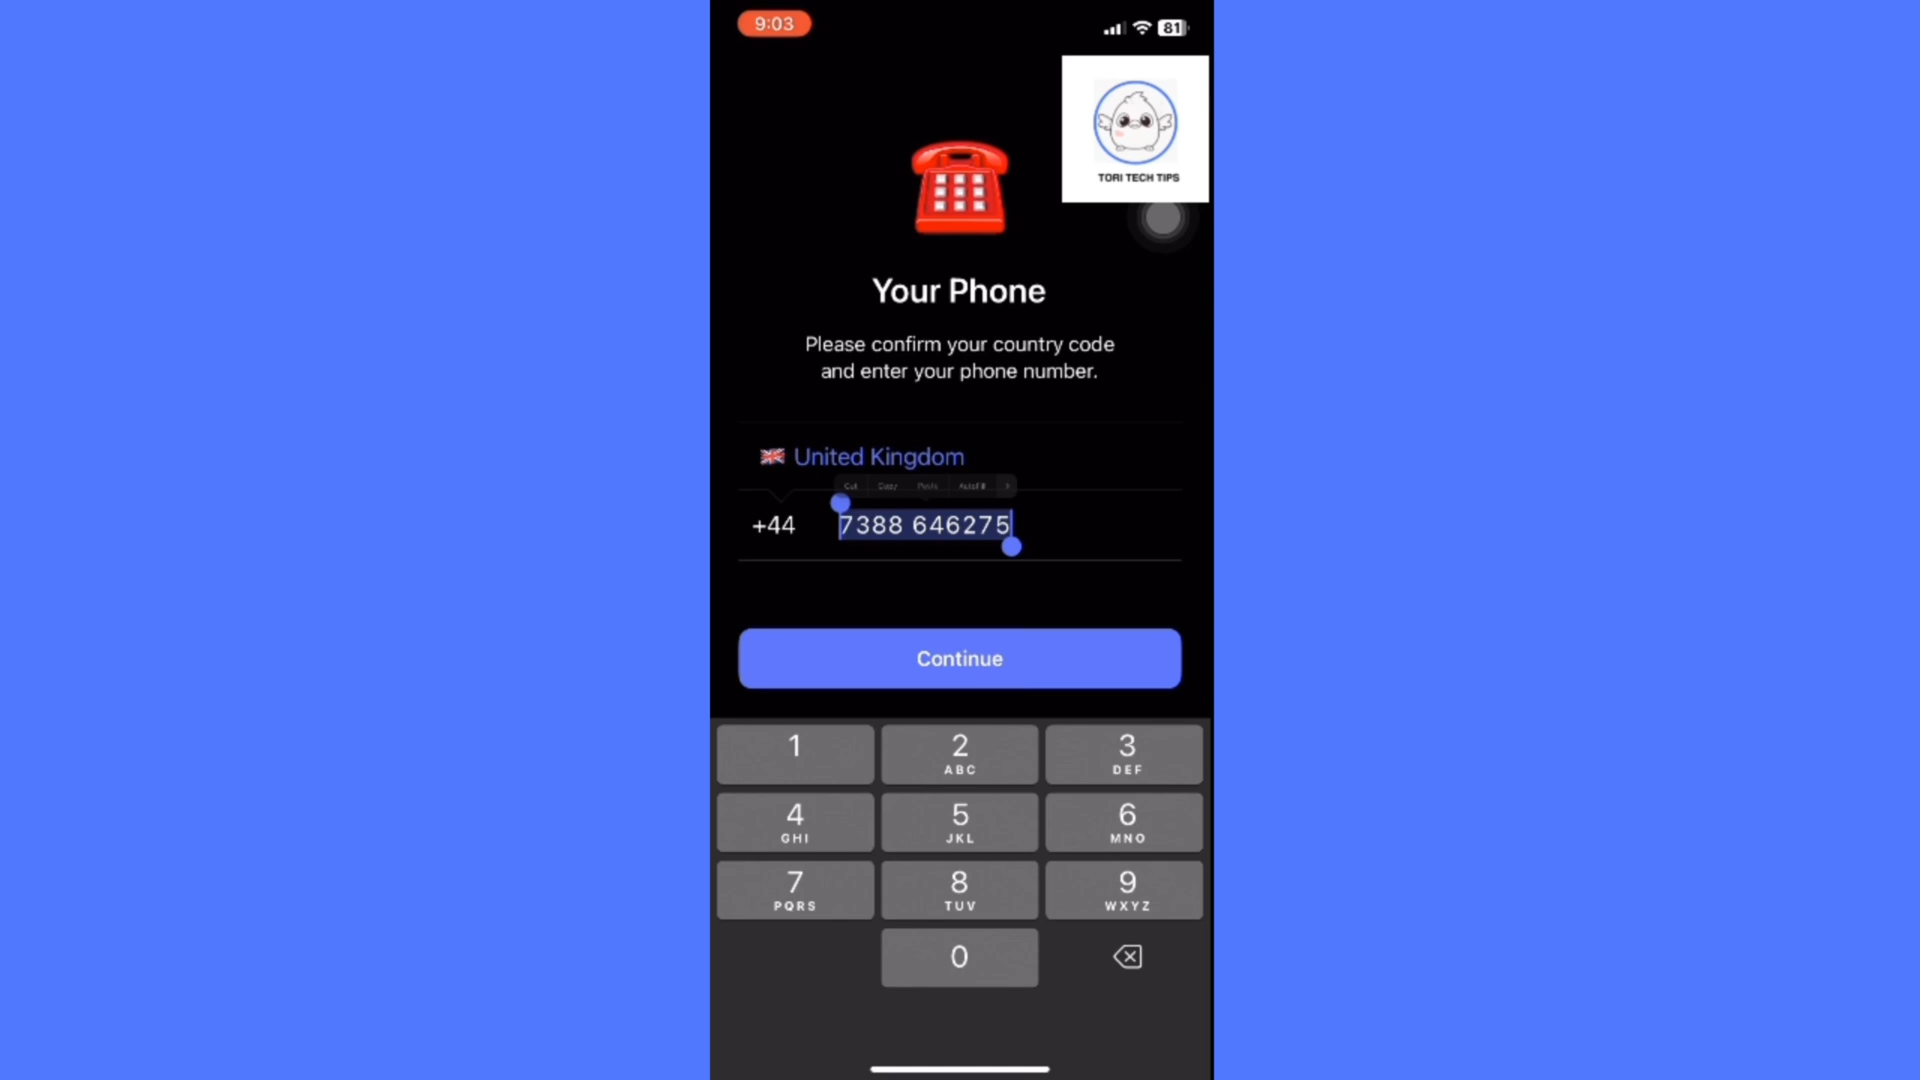 9:03
81
TORI TECH TIPS
Your Phone
Please confirm your country code
and enter your phone number.
United Kingdom
Cut Copy Paste AutoFill
+44 7388 646275
Continue
1 2 3
ABC DEF
4 5 6
GHI JKL MNO
7 8 9
PQRS TUV WXYZ
0